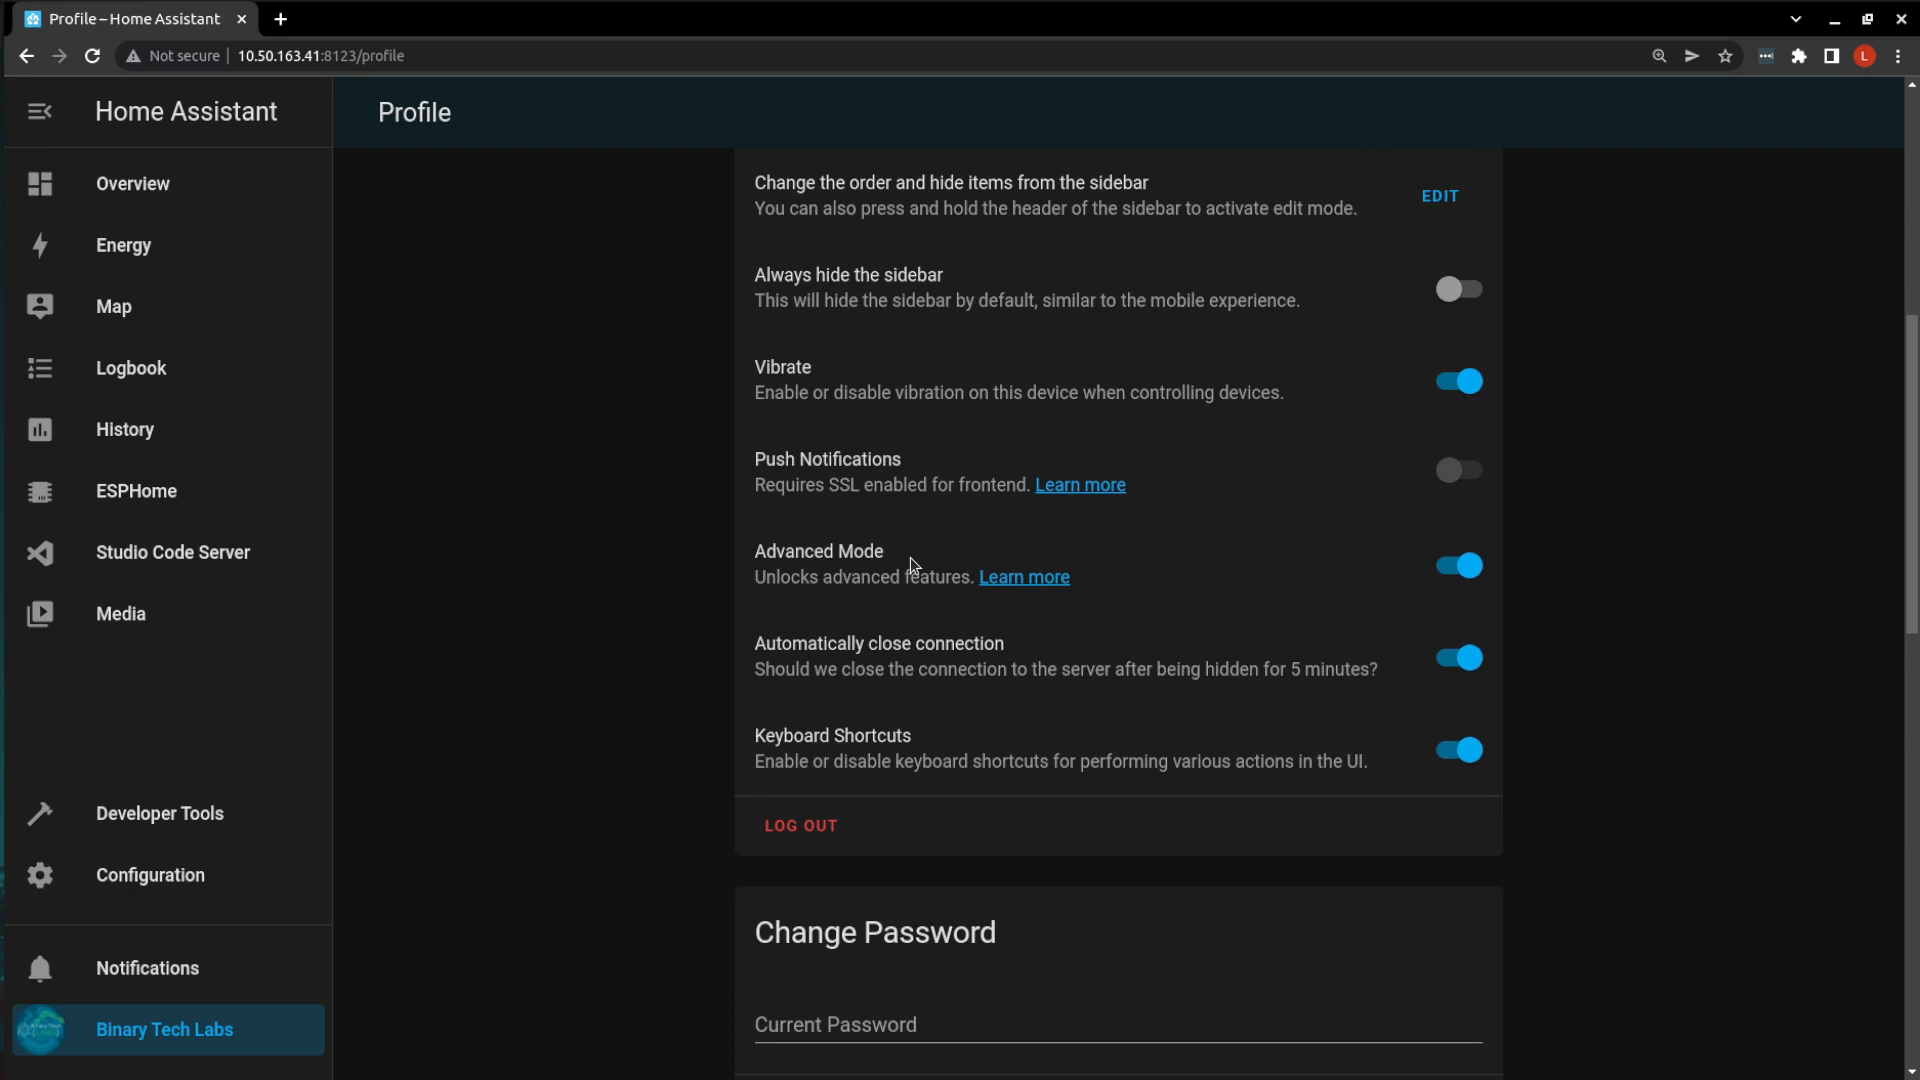 Profile – Home Assistant
Not secure
10.50.163.41:8123/profile
L
Home Assistant
Profile
Overview
Energy
Map
Logbook
History
ESPHome
Studio Code Server
Media
Developer Tools
Configuration
Notifications
Binary Tech Labs
Change the order and hide items from the sidebar
You can also press and hold the header of the sidebar to activate edit mode.
EDIT
Always hide the sidebar
This will hide the sidebar by default, similar to the mobile experience.
Vibrate
Enable or disable vibration on this device when controlling devices.
Push Notifications
Requires SSL enabled for frontend. Learn more
Advanced Mode
Unlocks advanced features. Learn more
Automatically close connection
Should we close the connection to the server after being hidden for 5 minutes?
Keyboard Shortcuts
Enable or disable keyboard shortcuts for performing various actions in the UI.
LOG OUT
Change Password
Current Password